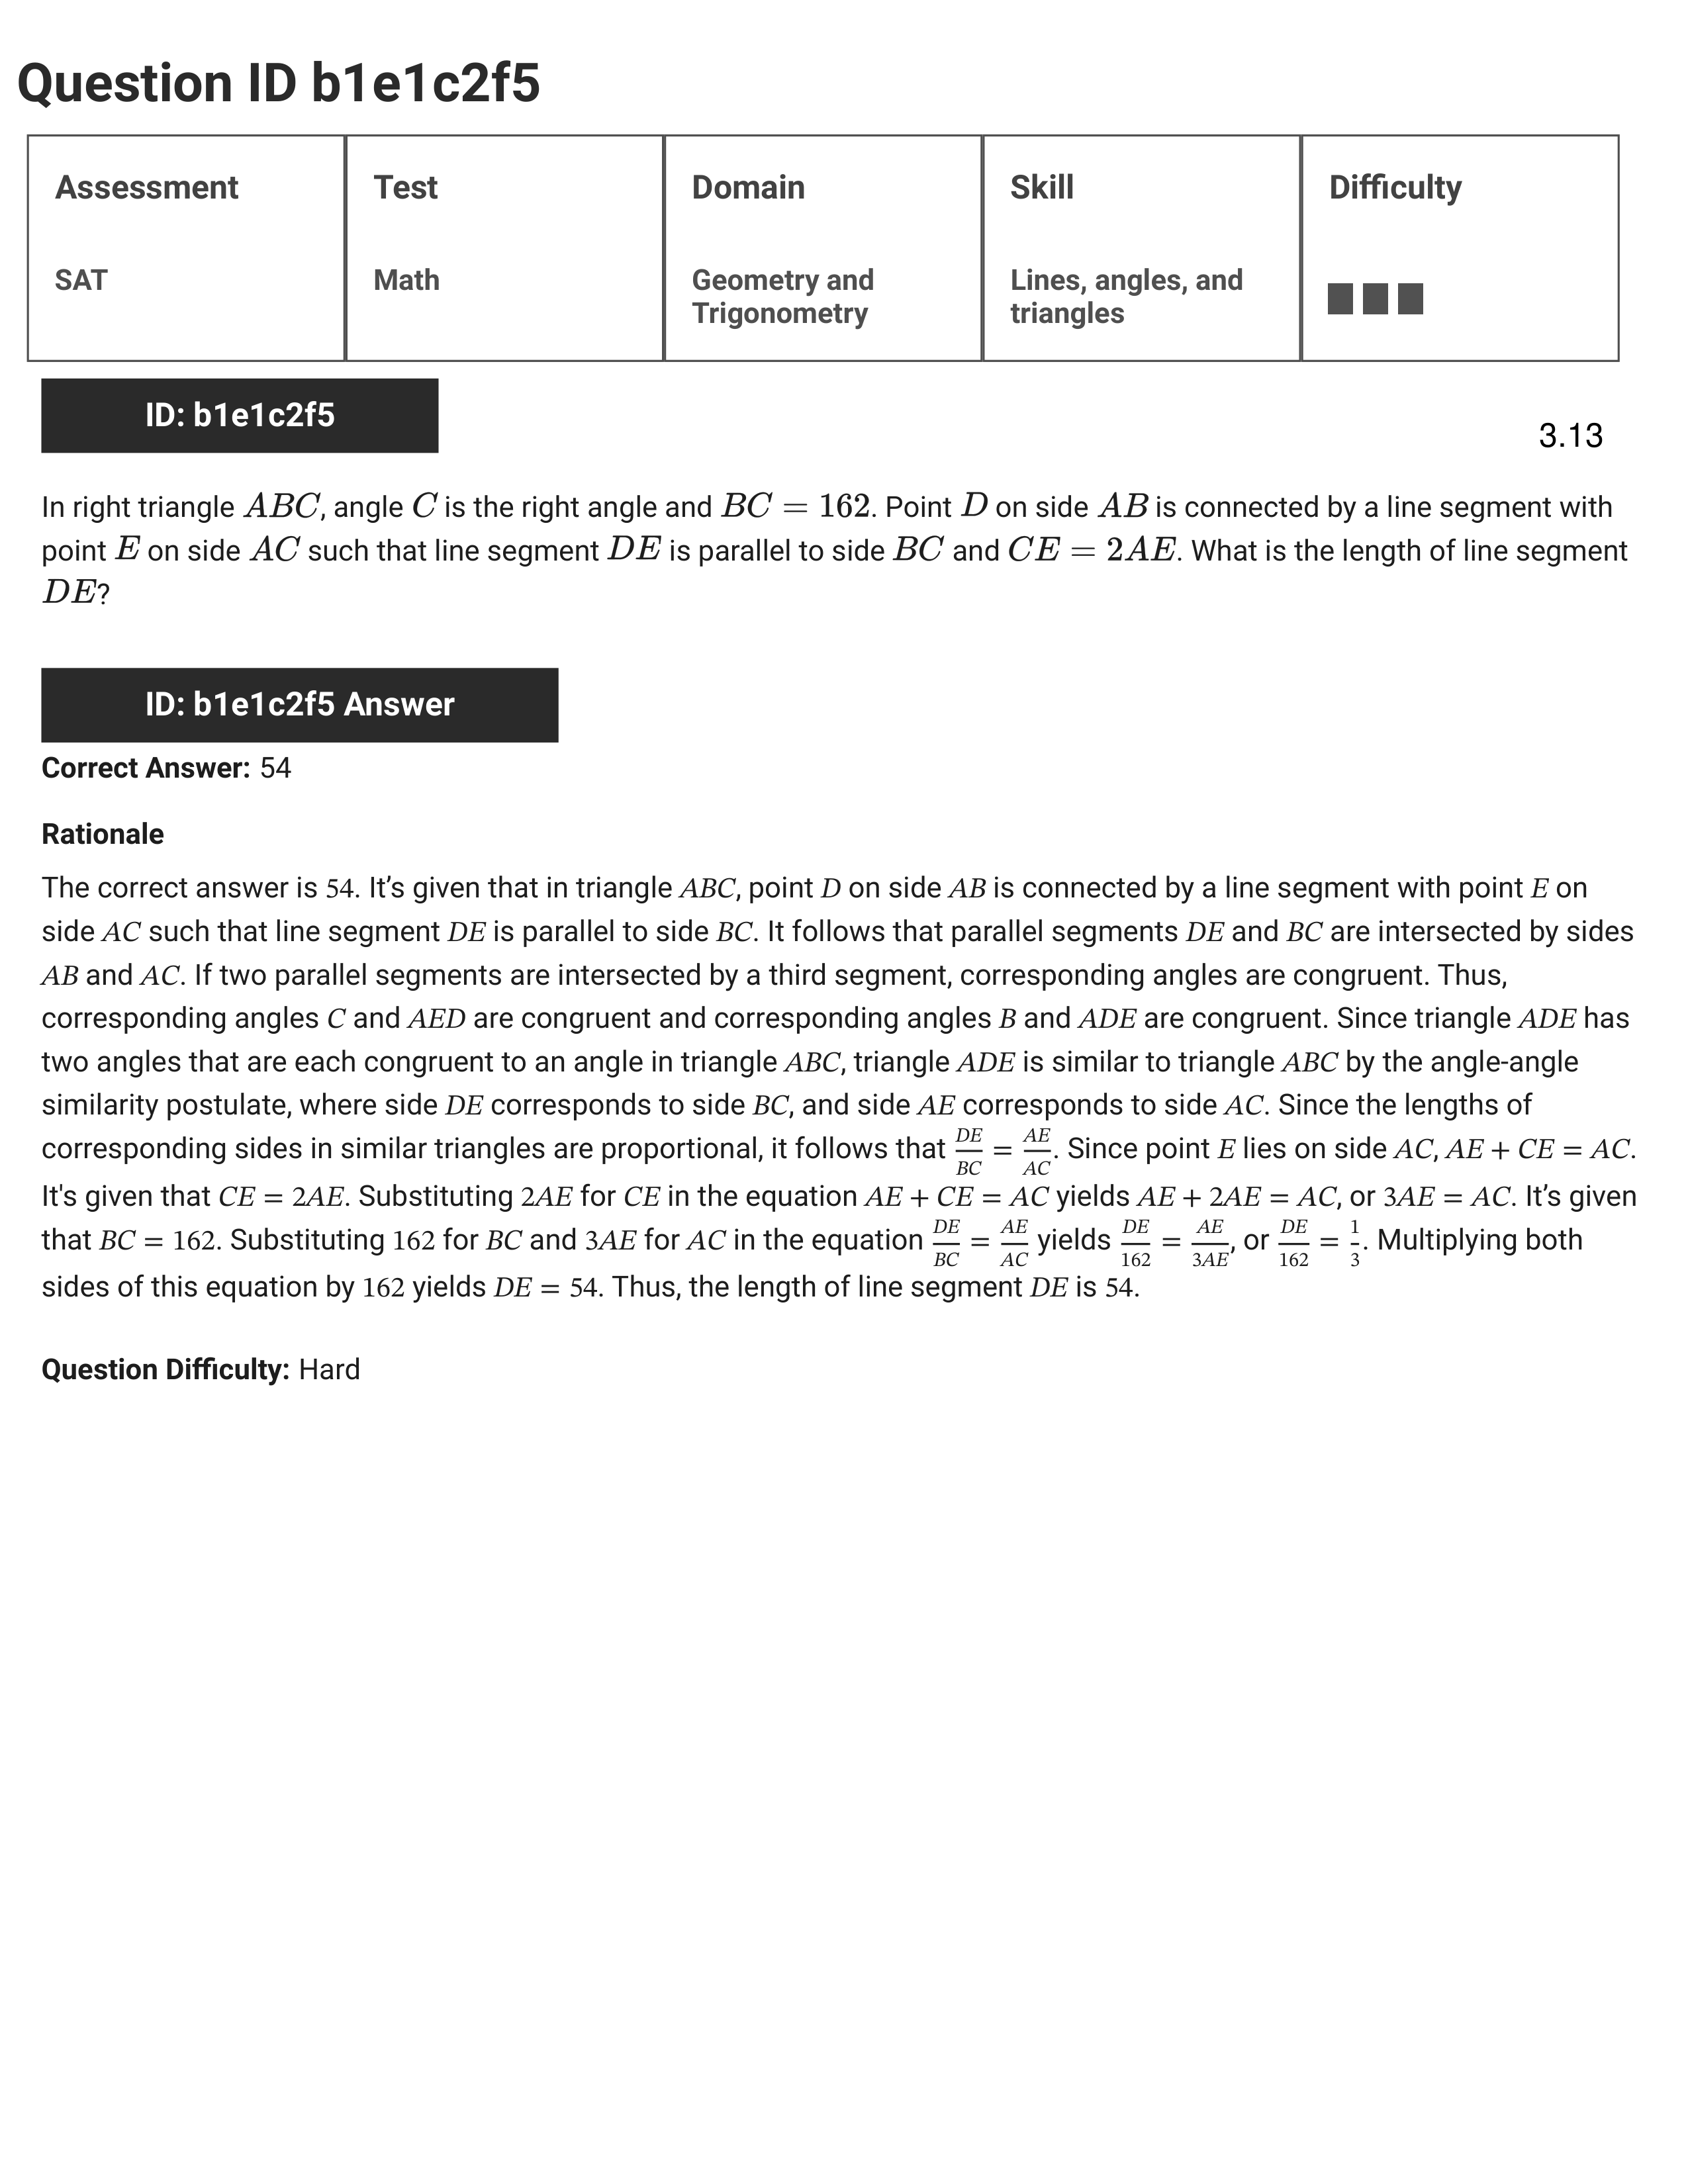 Question ID b1e1c2f5
Assessment
Test
Domain
Skill
Difficulty
SAT
Math
Geometry and
Trigonometry
Lines, angles, and
triangles
ID: b1e1c2f5
3.13
In right triangle ABC, angle C is the right angle and BC = 162. Point D on side AB is connected by a line segment with
point E on side AC such that line segment DE is parallel to side BC and CE = 2AE. What is the length of line segment
DE?
ID: b1e1c2f5 Answer
Correct Answer: 54
Rationale
The correct answer is 54. It’s given that in triangle ABC, point D on side AB is connected by a line segment with point E on
side AC such that line segment DE is parallel to side BC. It follows that parallel segments DE and BC are intersected by sides
AB and AC. If two parallel segments are intersected by a third segment, corresponding angles are congruent. Thus,
corresponding angles C and AED are congruent and corresponding angles B and ADE are congruent. Since triangle ADE has
two angles that are each congruent to an angle in triangle ABC, triangle ADE is similar to triangle ABC by the angle-angle
similarity postulate, where side DE corresponds to side BC, and side AE corresponds to side AC. Since the lengths of
corresponding sides in similar triangles are proportional, it follows that DE/BC = AE/AC. Since point E lies on side AC, AE + CE = AC.
It's given that CE = 2AE. Substituting 2AE for CE in the equation AE + CE = AC yields AE + 2AE = AC, or 3AE = AC. It’s given
that BC = 162. Substituting 162 for BC and 3AE for AC in the equation DE/BC = AE/AC yields DE/162 = AE/3AE, or DE/162 = 1/3. Multiplying both
sides of this equation by 162 yields DE = 54. Thus, the length of line segment DE is 54.
Question Difficulty: Hard